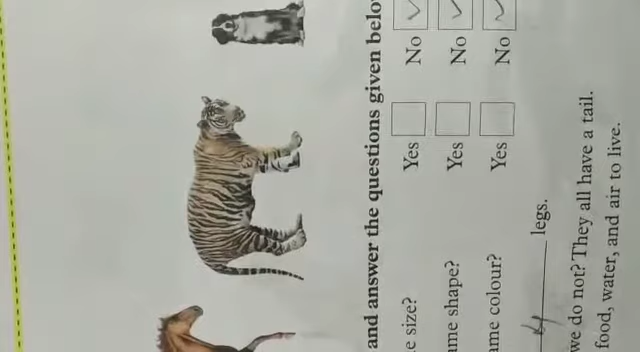 and answer the questions given below
e size? Yes No ✓
ame shape? Yes No ✓
ame colour? Yes No ✓
4 legs.
we do not? They all have a tail.
food, water, and air to live.